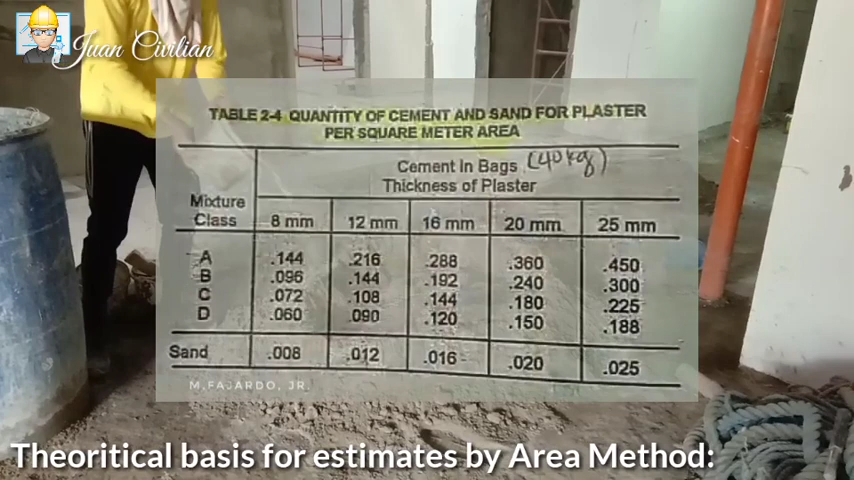 Juan Civilian
TABLE 2-4 QUANTITY OF CEMENT AND SAND FOR PLASTER
PER SQUARE METER AREA
Cement In Bags (40kg)
Thickness of Plaster
Mixture
Class 8 mm 12 mm 16 mm 20 mm 25 mm
A .144 .216 .288 .360 .450
B .096 .144 .192 .240 .300
C .072 .108 .144 .180 .225
D .060 .090 .120 .150 .188
Sand .008 .012 .016 .020 .025
M.FAJARDO, JR.
Theoritical basis for estimates by Area Method: